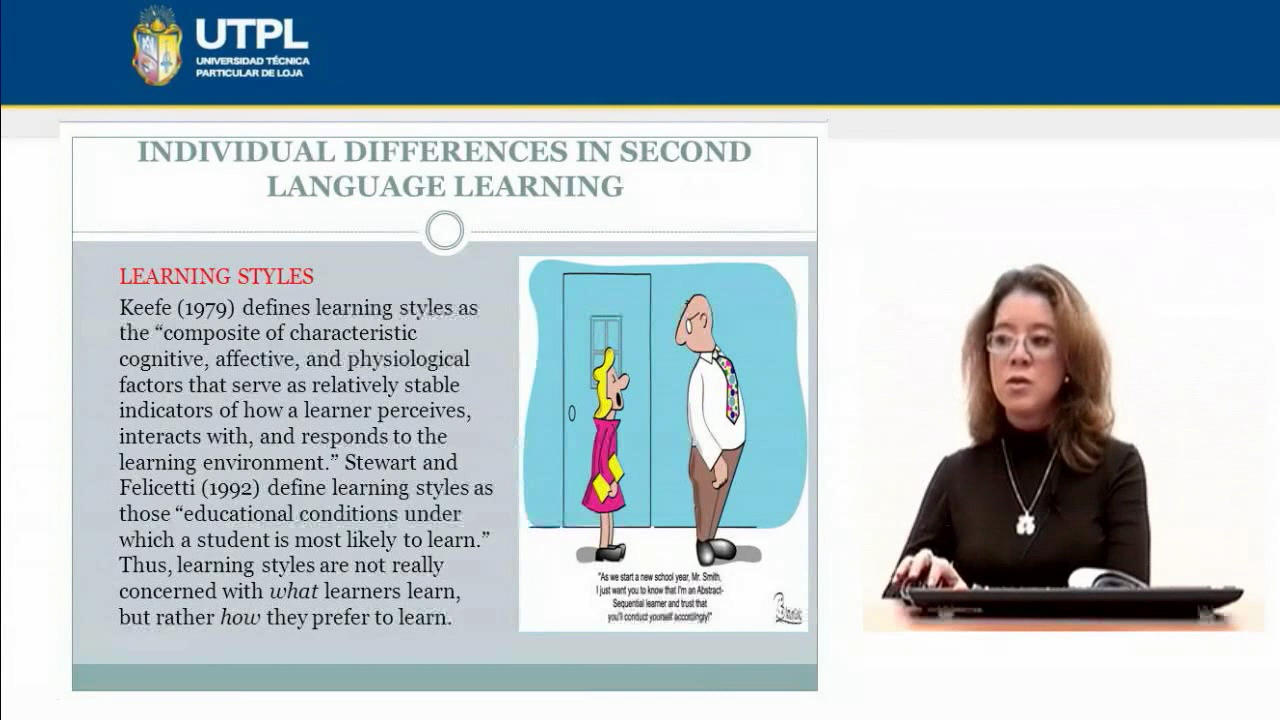 UTPL
UNIVERSIDAD TÉCNICA
PARTICULAR DE LOJA
INDIVIDUAL DIFFERENCES IN SECOND
LANGUAGE LEARNING
LEARNING STYLES
Keefe (1979) defines learning styles as
the “composite of characteristic
cognitive, affective, and physiological
factors that serve as relatively stable
indicators of how a learner perceives,
interacts with, and responds to the
learning environment.” Stewart and
Felicetti (1992) define learning styles as
those “educational conditions under
which a student is most likely to learn.”
Thus, learning styles are not really
concerned with what learners learn,
but rather how they prefer to learn.
"As we start a new school year, Mr. Smith,
I just want you to know that I'm an Abstract-
Sequential learner and trust that
you'll conduct yourself accordingly!"